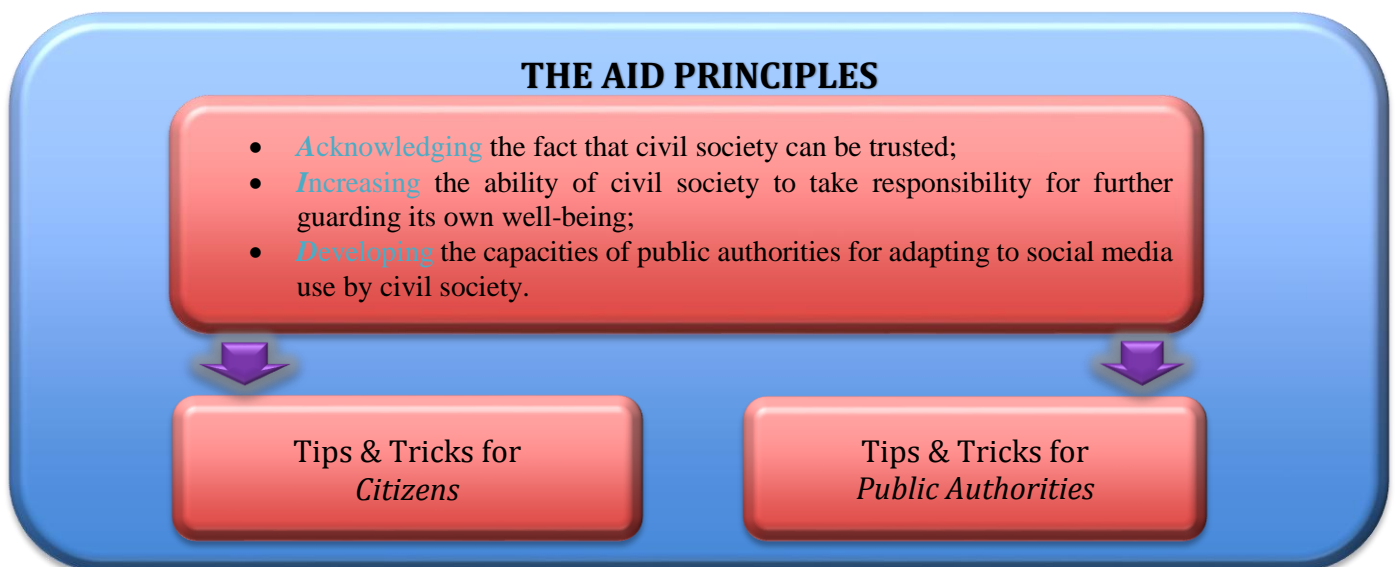 THE AID PRINCIPLES
• Acknowledging the fact that civil society can be trusted;
• Increasing the ability of civil society to take responsibility for further
guarding its own well-being;
• Developing the capacities of public authorities for adapting to social media
use by civil society.
Tips & Tricks for
Citizens
Tips & Tricks for
Public Authorities